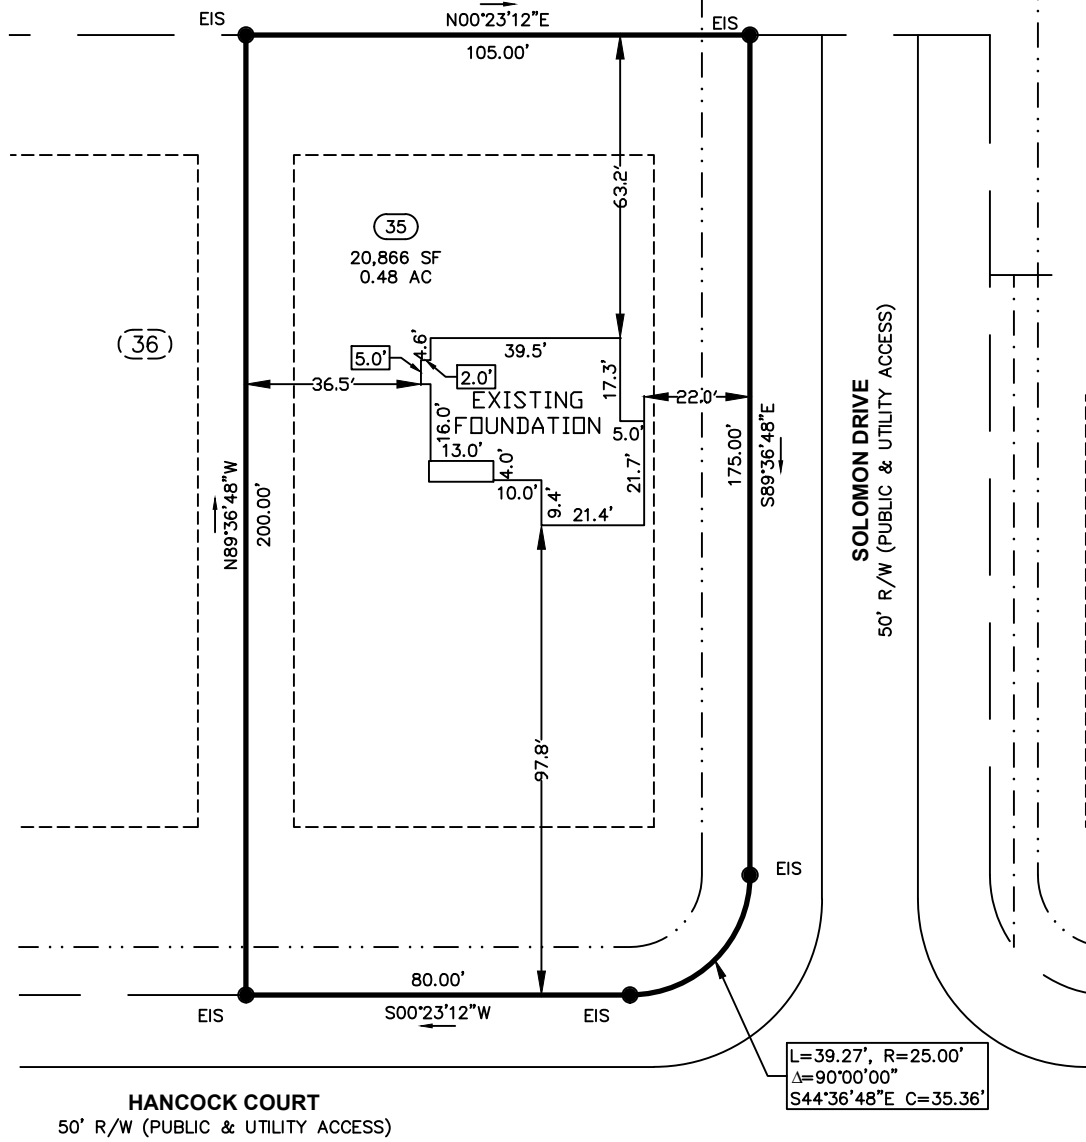 EIS
N00°23'12"E
EIS
105.00'
63.2'
35
20,866 SF
0.48 AC
36
4.6'
5.0'
39.5'
2.0'
36.5'
17.3'
22.0'
EXISTING
FOUNDATION
16.0'
5.0'
13.0'
4.0'
21.7'
10.0'
9.4'
21.4'
N89°36'48"W
200.00'
175.00'
S89°36'48"E
SOLOMON DRIVE
50' R/W (PUBLIC & UTILITY ACCESS)
97.8'
EIS
80.00'
EIS
S00°23'12"W
EIS
L=39.27', R=25.00'
Δ=90°00'00"
S44°36'48"E C=35.36'
HANCOCK COURT
50' R/W (PUBLIC & UTILITY ACCESS)